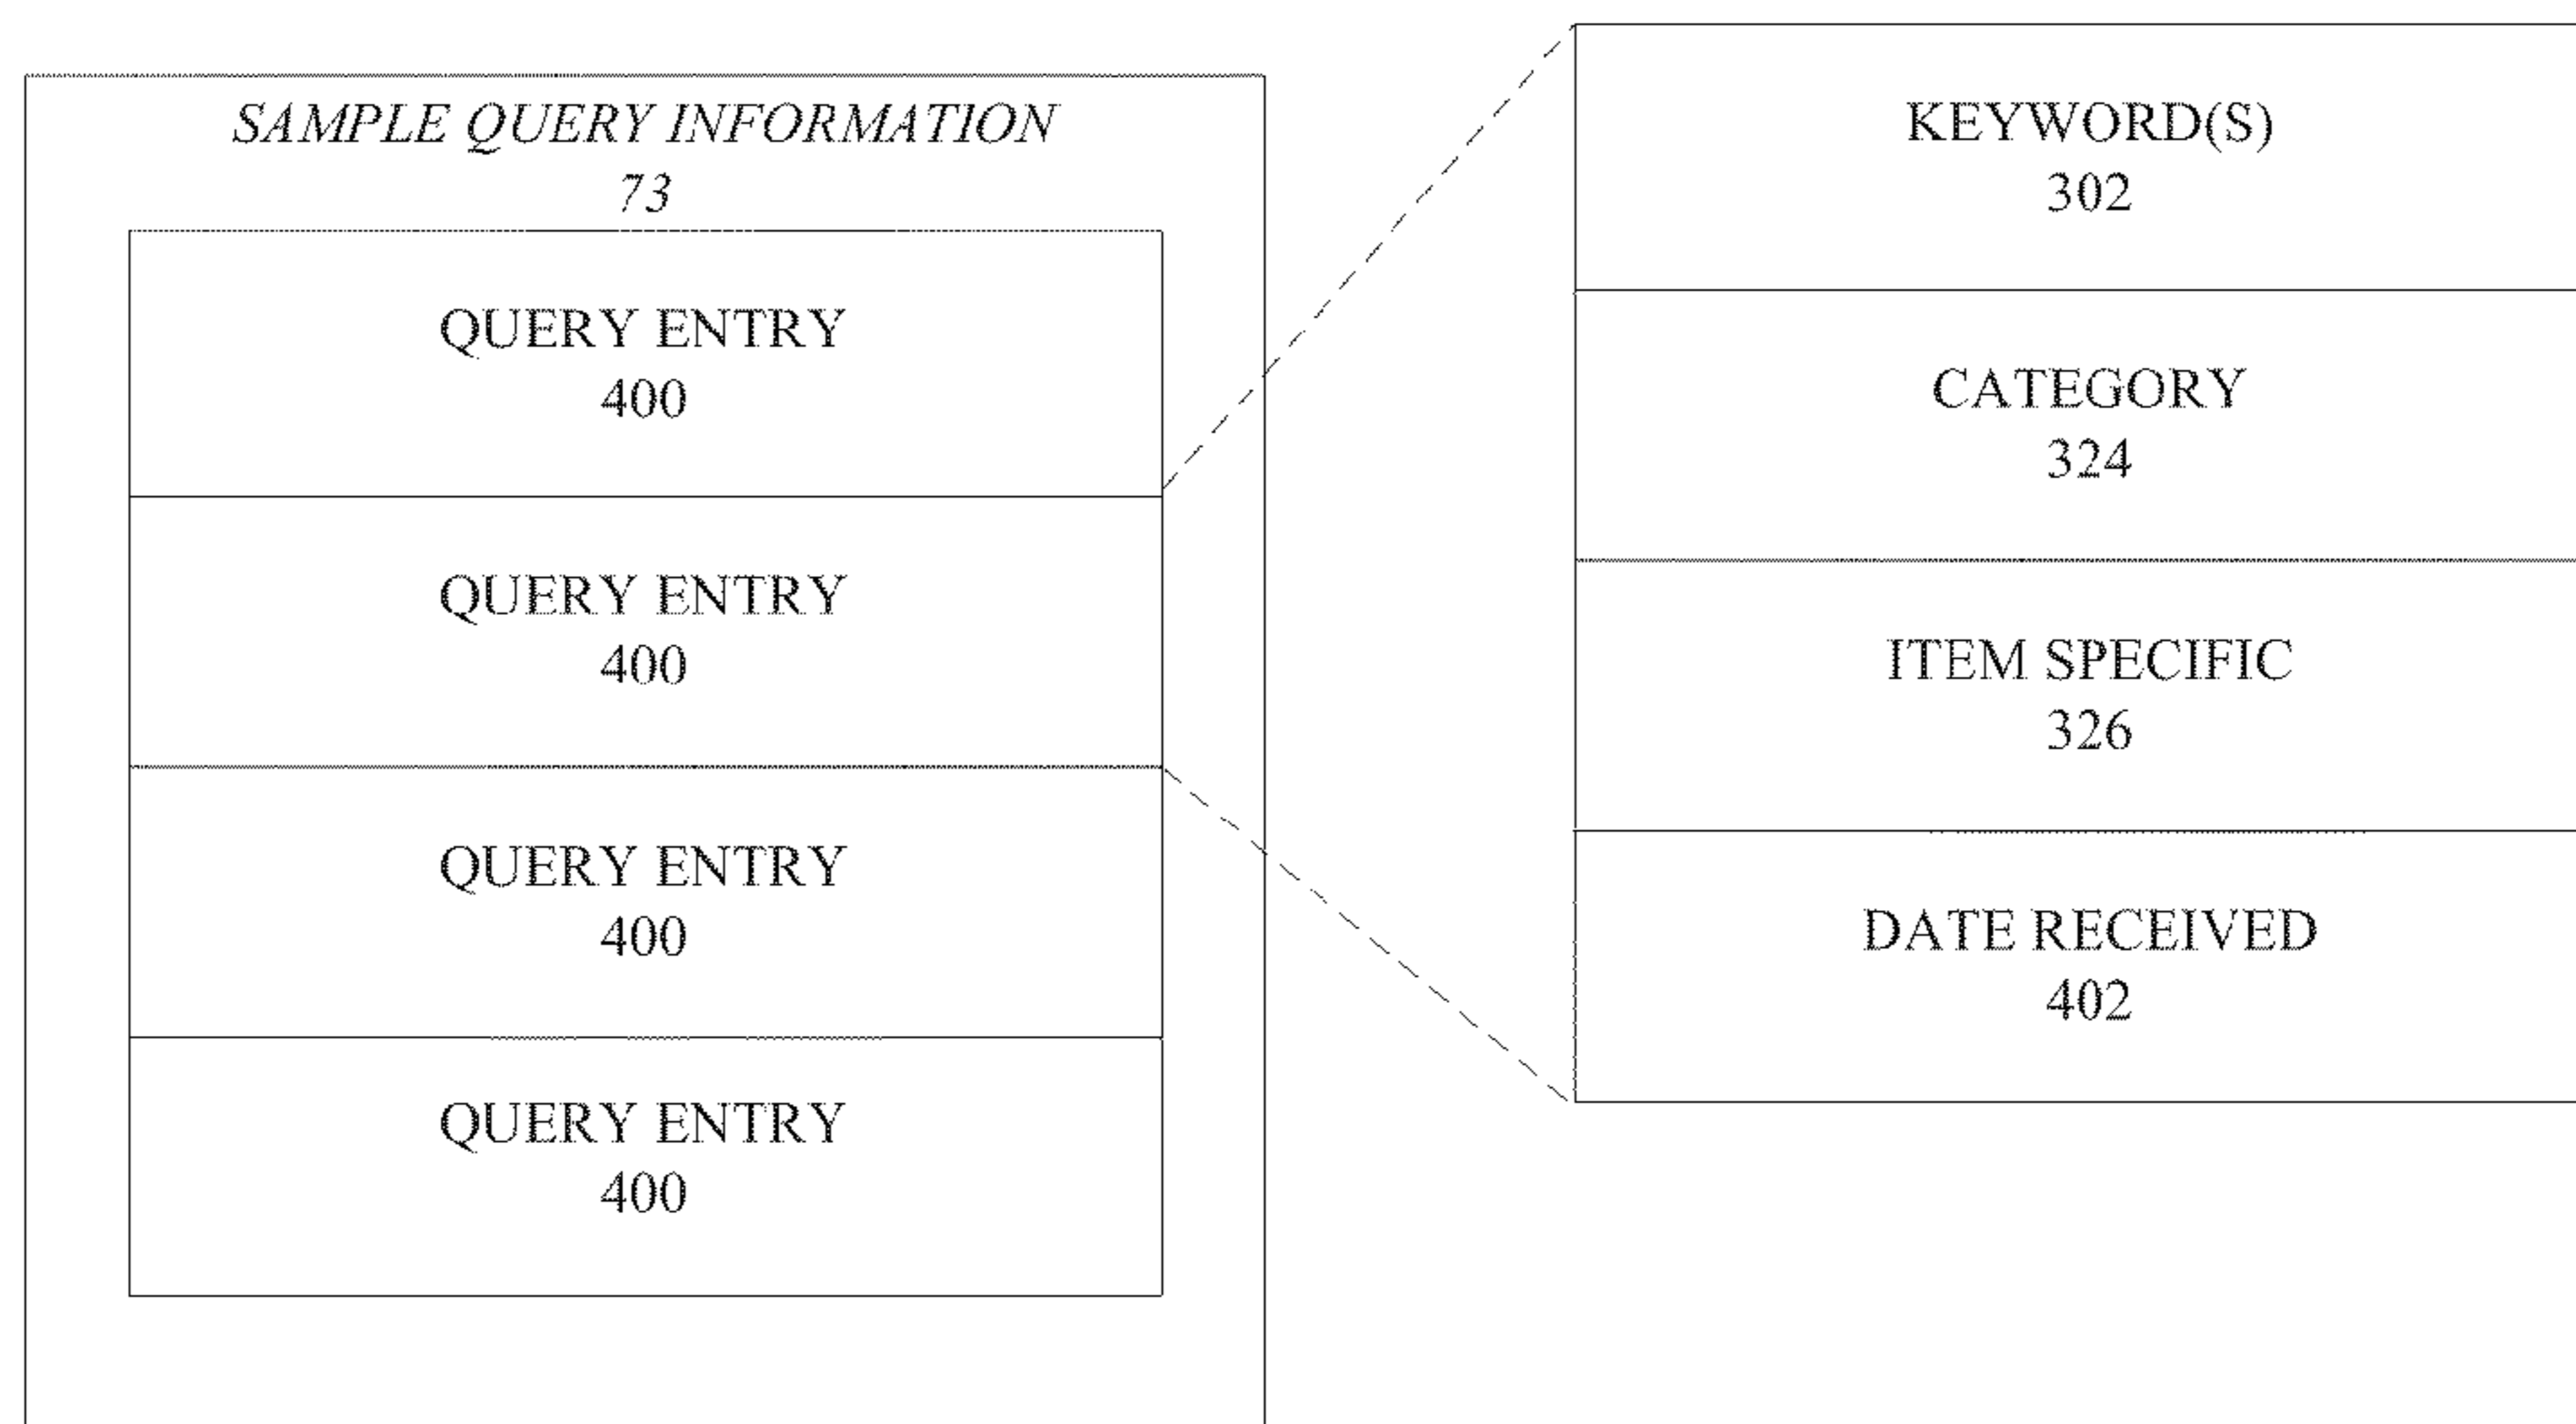 SAMPLE QUERY INFORMATION
73
QUERY ENTRY
400
QUERY ENTRY
400
QUERY ENTRY
400
QUERY ENTRY
400
KEYWORD(S)
302
CATEGORY
324
ITEM SPECIFIC
326
DATE RECEIVED
402